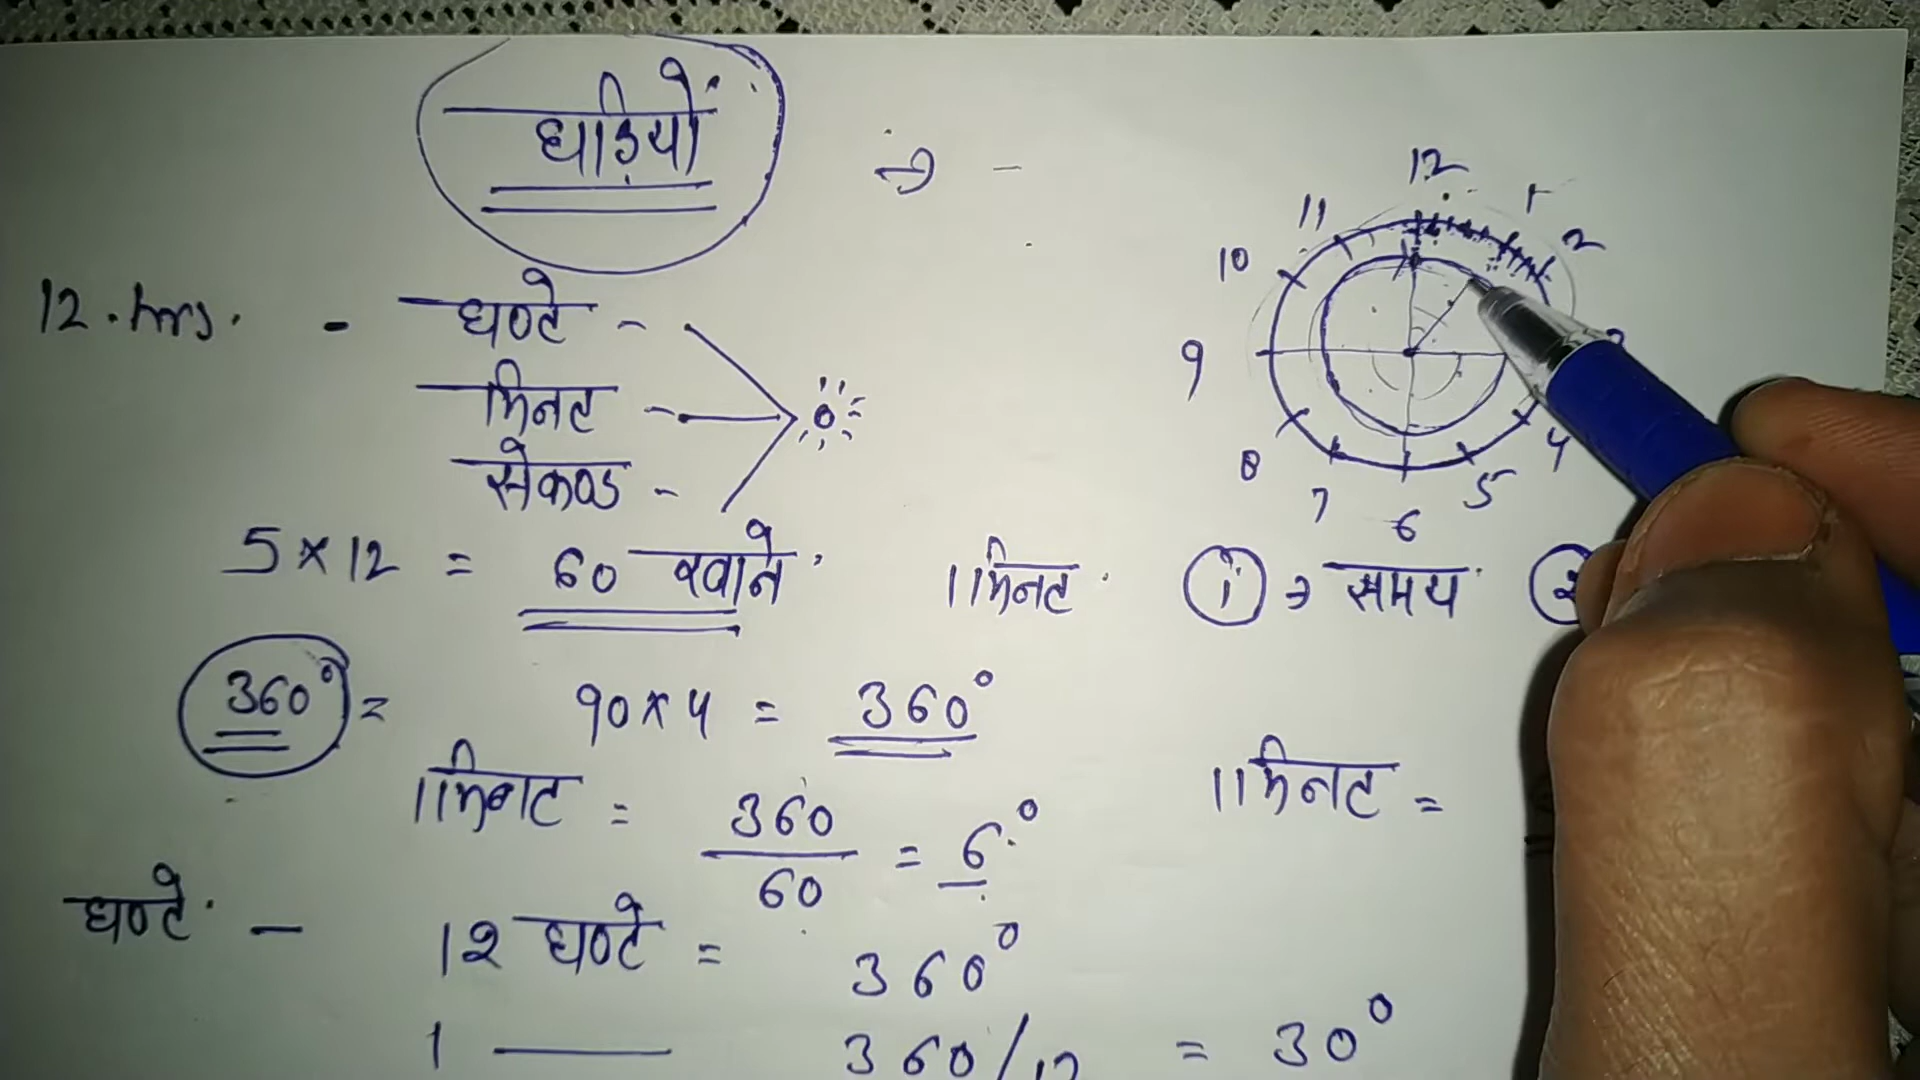 घड़ियों
12
11
1
10
2
9
8
4
7
5
6
12 hrs. - घण्टे -
मिनट -
सेकण्ड -
5 × 12 = 60 खाने
1 मिनट
1 → समय
360° =
90 × 4 = 360°
1 मिनट = 360/60 = 6°
1 मिनट =
घण्टे - 12 घण्टे = 360°
1 — 360/12 = 30°